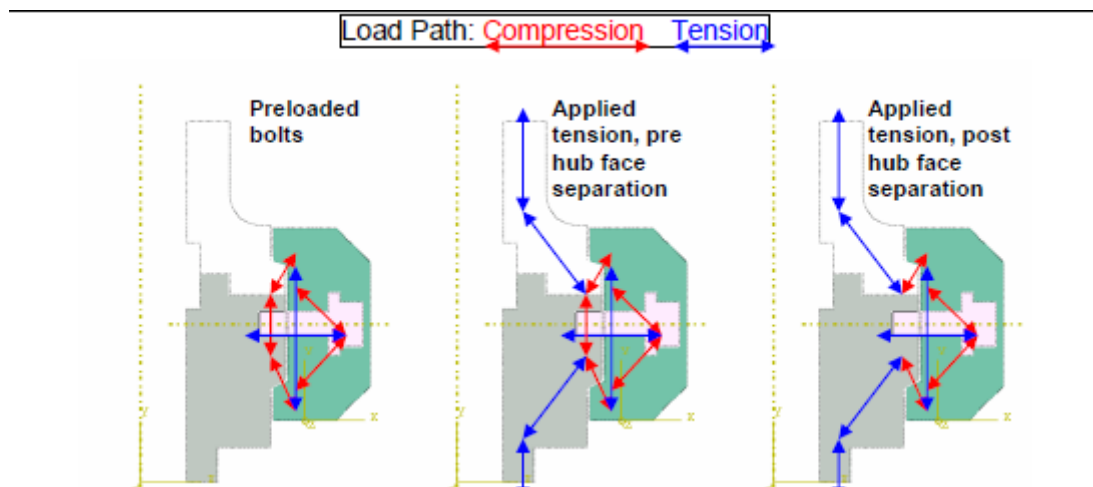 Load Path: Compression Tension
Preloaded
bolts
Applied
tension, pre
hub face
separation
Applied
tension, post
hub face
separation
y
x
y
x
y
x